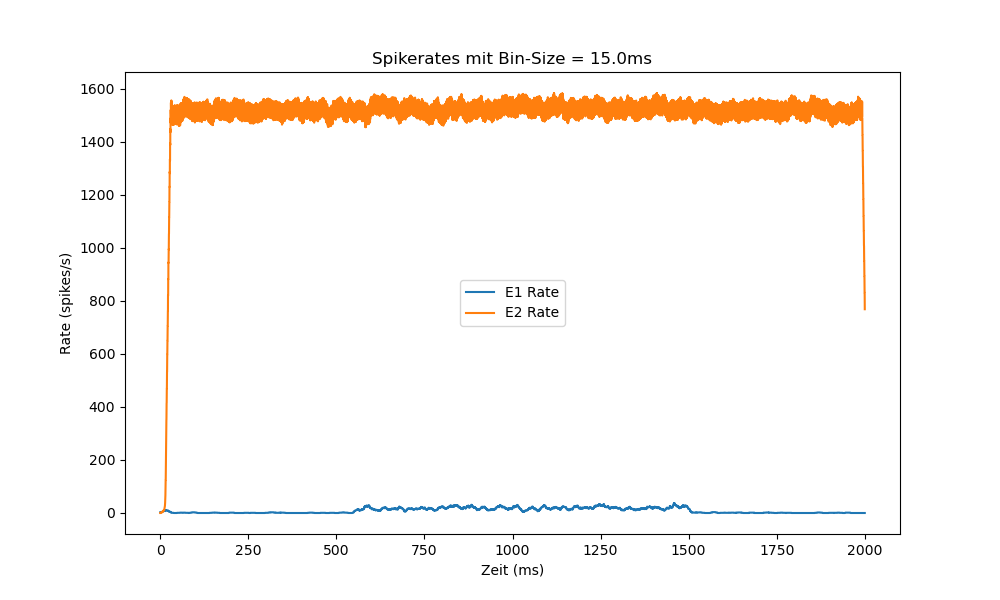 Spikerates mit Bin-Size = 15.0ms
1600
1400
1200
1000
800
600
400
200
0
Rate (spikes/s)
E1 Rate
E2 Rate
0 250 500 750 1000 1250 1500 1750 2000
Zeit (ms)